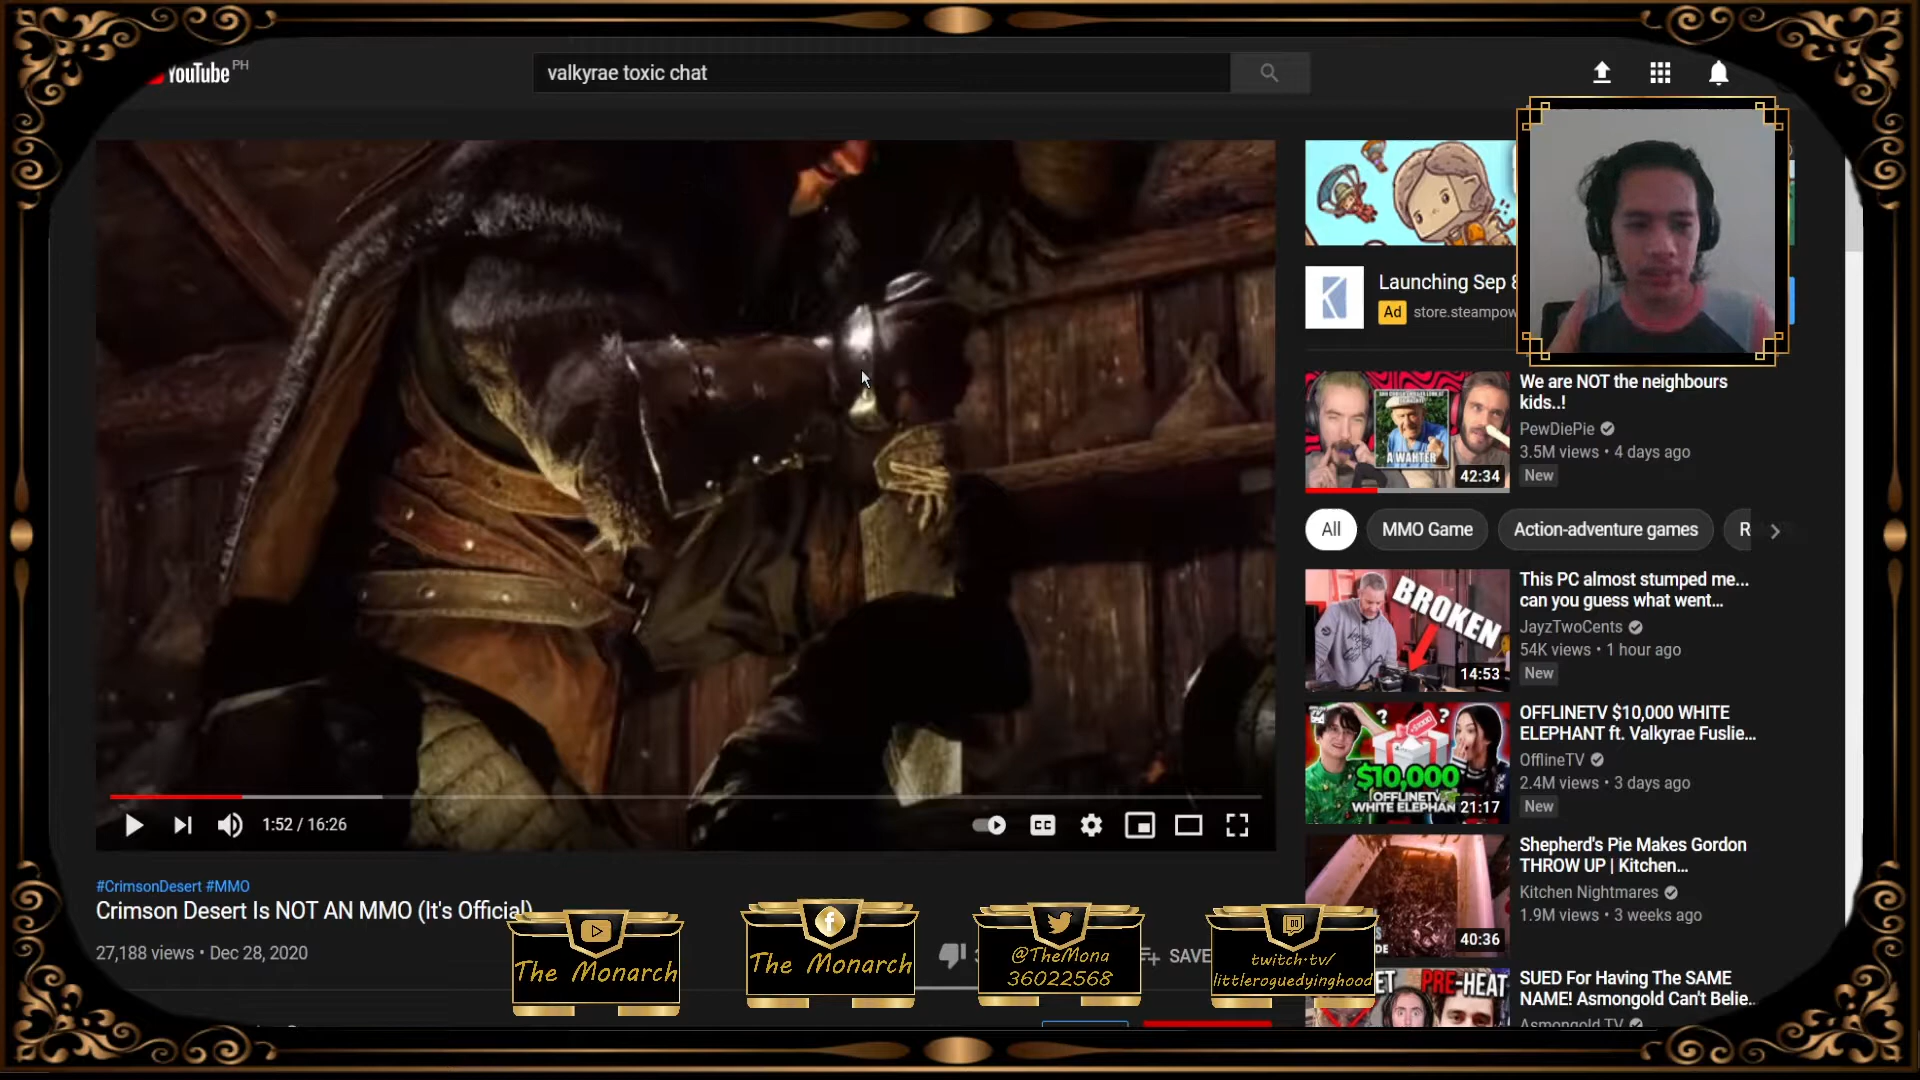 YouTube PH
valkyrae toxic chat
Launching Sep
Ad store.steampow
We are NOT the neighbours
kids..!
PewDiePie
3.5M views • 4 days ago
New
A WAHTER
42:34
All
MMO Game
Action-adventure games
R
BROKEN
14:53
This PC almost stumped me...
can you guess what went...
JayzTwoCents
54K views • 1 hour ago
New
$10,000
OFFLINETV
WHITE ELEPHAN
21:17
OFFLINETV $10,000 WHITE
ELEPHANT ft. Valkyrae Fuslie...
OfflineTV
2.4M views • 3 days ago
New
40:36
Shepherd's Pie Makes Gordon
THROW UP | Kitchen...
Kitchen Nightmares
1.9M views • 3 weeks ago
PRE-HEAT
SUED For Having The SAME
NAME! Asmongold Can't Belie..
Asmongold TV
1:52 / 16:26
CC
#CrimsonDesert #MMO
Crimson Desert Is NOT AN MMO (It's Official)
27,188 views • Dec 28, 2020
SAVE
The Monarch
The Monarch
@TheMona
36022568
twitch.tv/
littleroguedyinghood